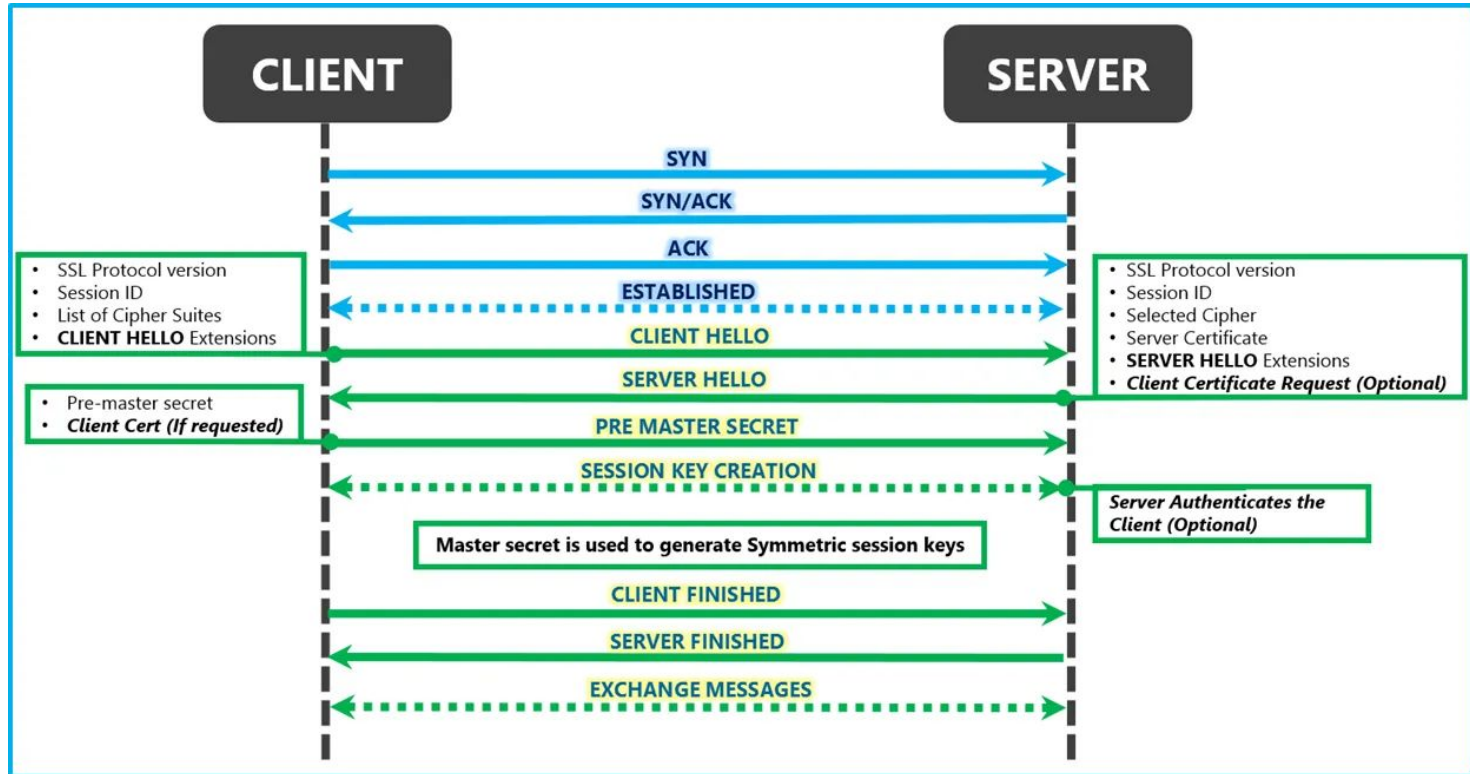 CLIENT
SERVER
SYN
SYN/ACK
ACK
ESTABLISHED
• SSL Protocol version
• Session ID
• List of Cipher Suites
• CLIENT HELLO Extensions
• SSL Protocol version
• Session ID
• Selected Cipher
• Server Certificate
• SERVER HELLO Extensions
• Client Certificate Request (Optional)
CLIENT HELLO
SERVER HELLO
• Pre-master secret
• Client Cert (If requested)
PRE MASTER SECRET
SESSION KEY CREATION
Server Authenticates the
Client (Optional)
Master secret is used to generate Symmetric session keys
CLIENT FINISHED
SERVER FINISHED
EXCHANGE MESSAGES